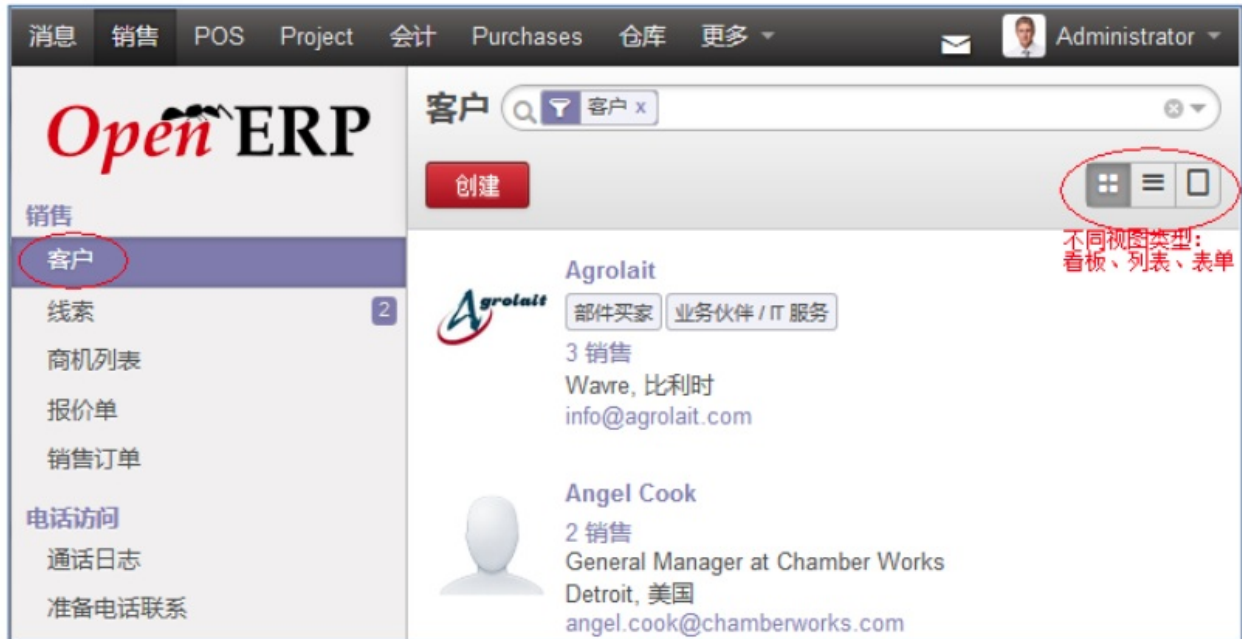 消息 销售 POS Project 会计 Purchases 仓库 更多 Administrator
Open ERP
客户 客户 x
创建
不同视图类型：
看板、列表、表单
销售
客户
线索 2
商机列表
报价单
销售订单
电话访问
通话日志
准备电话联系
Agrolait
Agrolait
部件买家 业务伙伴 / IT 服务
3 销售
Wavre, 比利时
info@agrolait.com
Angel Cook
2 销售
General Manager at Chamber Works
Detroit, 美国
angel.cook@chamberworks.com